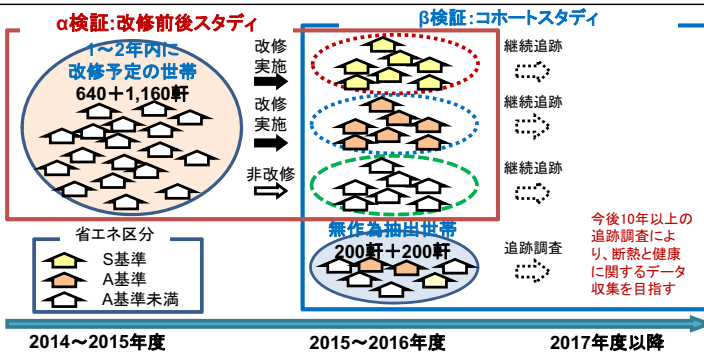 α検証:改修前後スタディ
β検証:コホートスタディ
1～2年内に
改修予定の世帯
640＋1,160軒
改修
実施
改修
実施
非改修
継続追跡
継続追跡
継続追跡
無作為抽出世帯
200軒＋200軒
追跡調査
今後10年以上の
追跡調査によ
り、断熱と健康
に関するデータ
収集を目指す
省エネ区分
S基準
A基準
A基準未満
2014～2015年度
2015～2016年度
2017年度以降